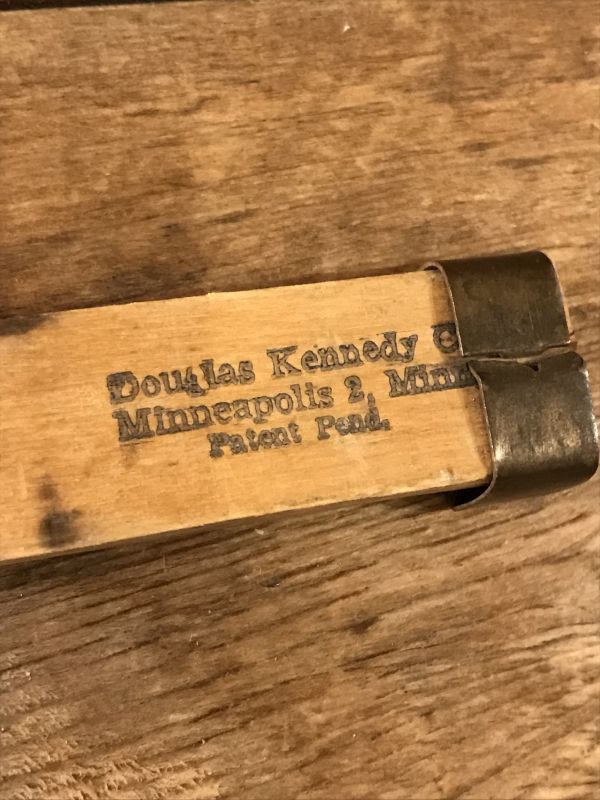 Douglas Kennedy C
Minneapolis 2, Minn
Patent Pend.